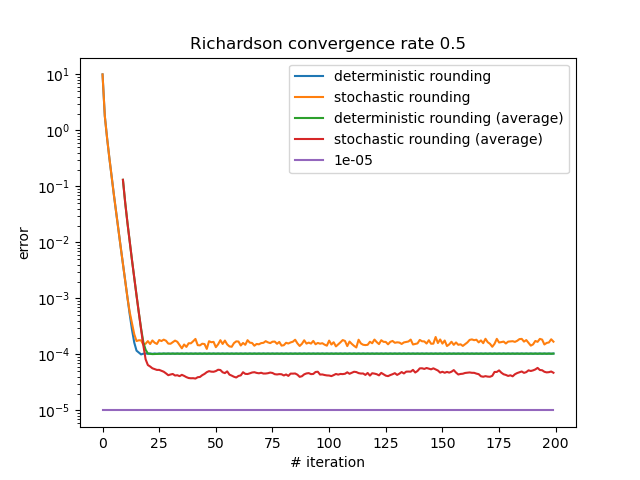 Richardson convergence rate 0.5
deterministic rounding
stochastic rounding
deterministic rounding (average)
stochastic rounding (average)
1e-05
error
10¹
10⁰
10⁻¹
10⁻²
10⁻³
10⁻⁴
10⁻⁵
0 25 50 75 100 125 150 175 200
# iteration